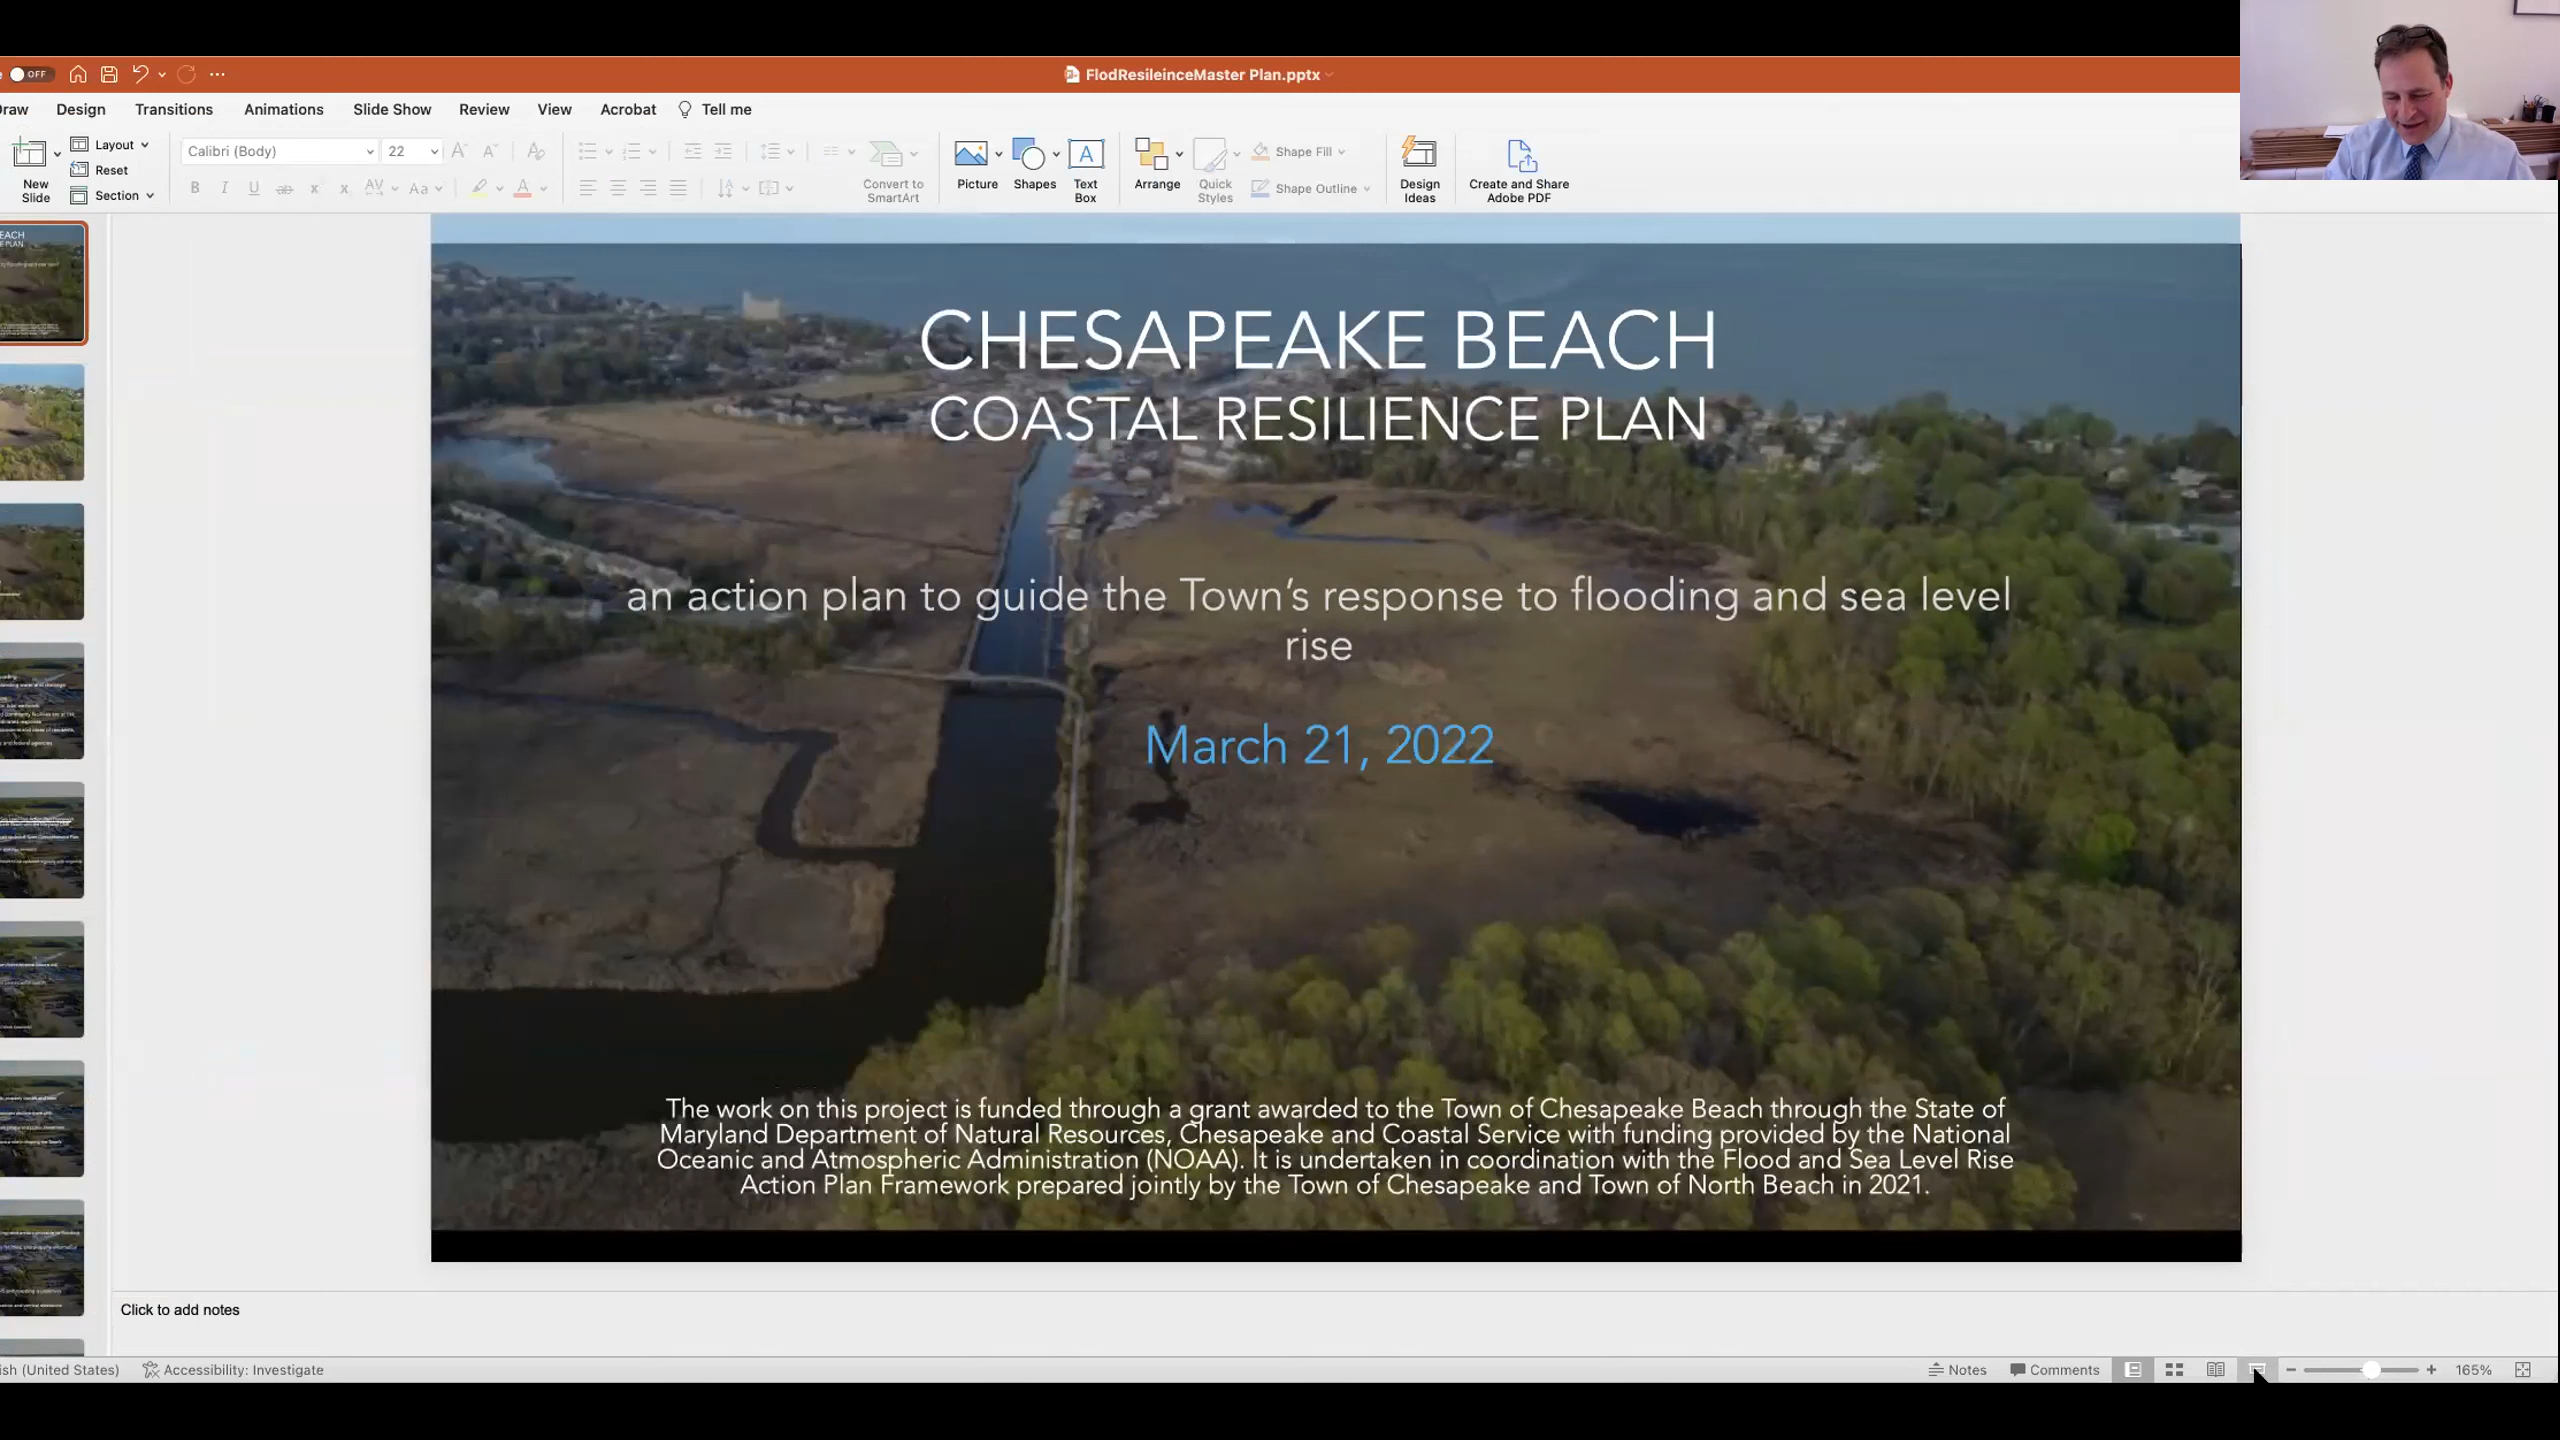 OFF
FlodResileinceMaster Plan.pptx
Draw Design Transitions Animations Slide Show Review View Acrobat Tell me
New Slide
Layout
Reset
Section
Calibri (Body) 22
Convert to SmartArt
Picture
Shapes
Text Box
Arrange
Quick Styles
Shape Fill
Shape Outline
Design Ideas
Create and Share Adobe PDF
CHESAPEAKE BEACH
COASTAL RESILIENCE PLAN
an action plan to guide the Town’s response to flooding and sea level
rise
March 21, 2022
The work on this project is funded through a grant awarded to the Town of Chesapeake Beach through the State of
Maryland Department of Natural Resources, Chesapeake and Coastal Service with funding provided by the National
Oceanic and Atmospheric Administration (NOAA). It is undertaken in coordination with the Flood and Sea Level Rise
Action Plan Framework prepared jointly by the Town of Chesapeake and Town of North Beach in 2021.
Click to add notes
ish (United States) Accessibility: Investigate Notes Comments 165%